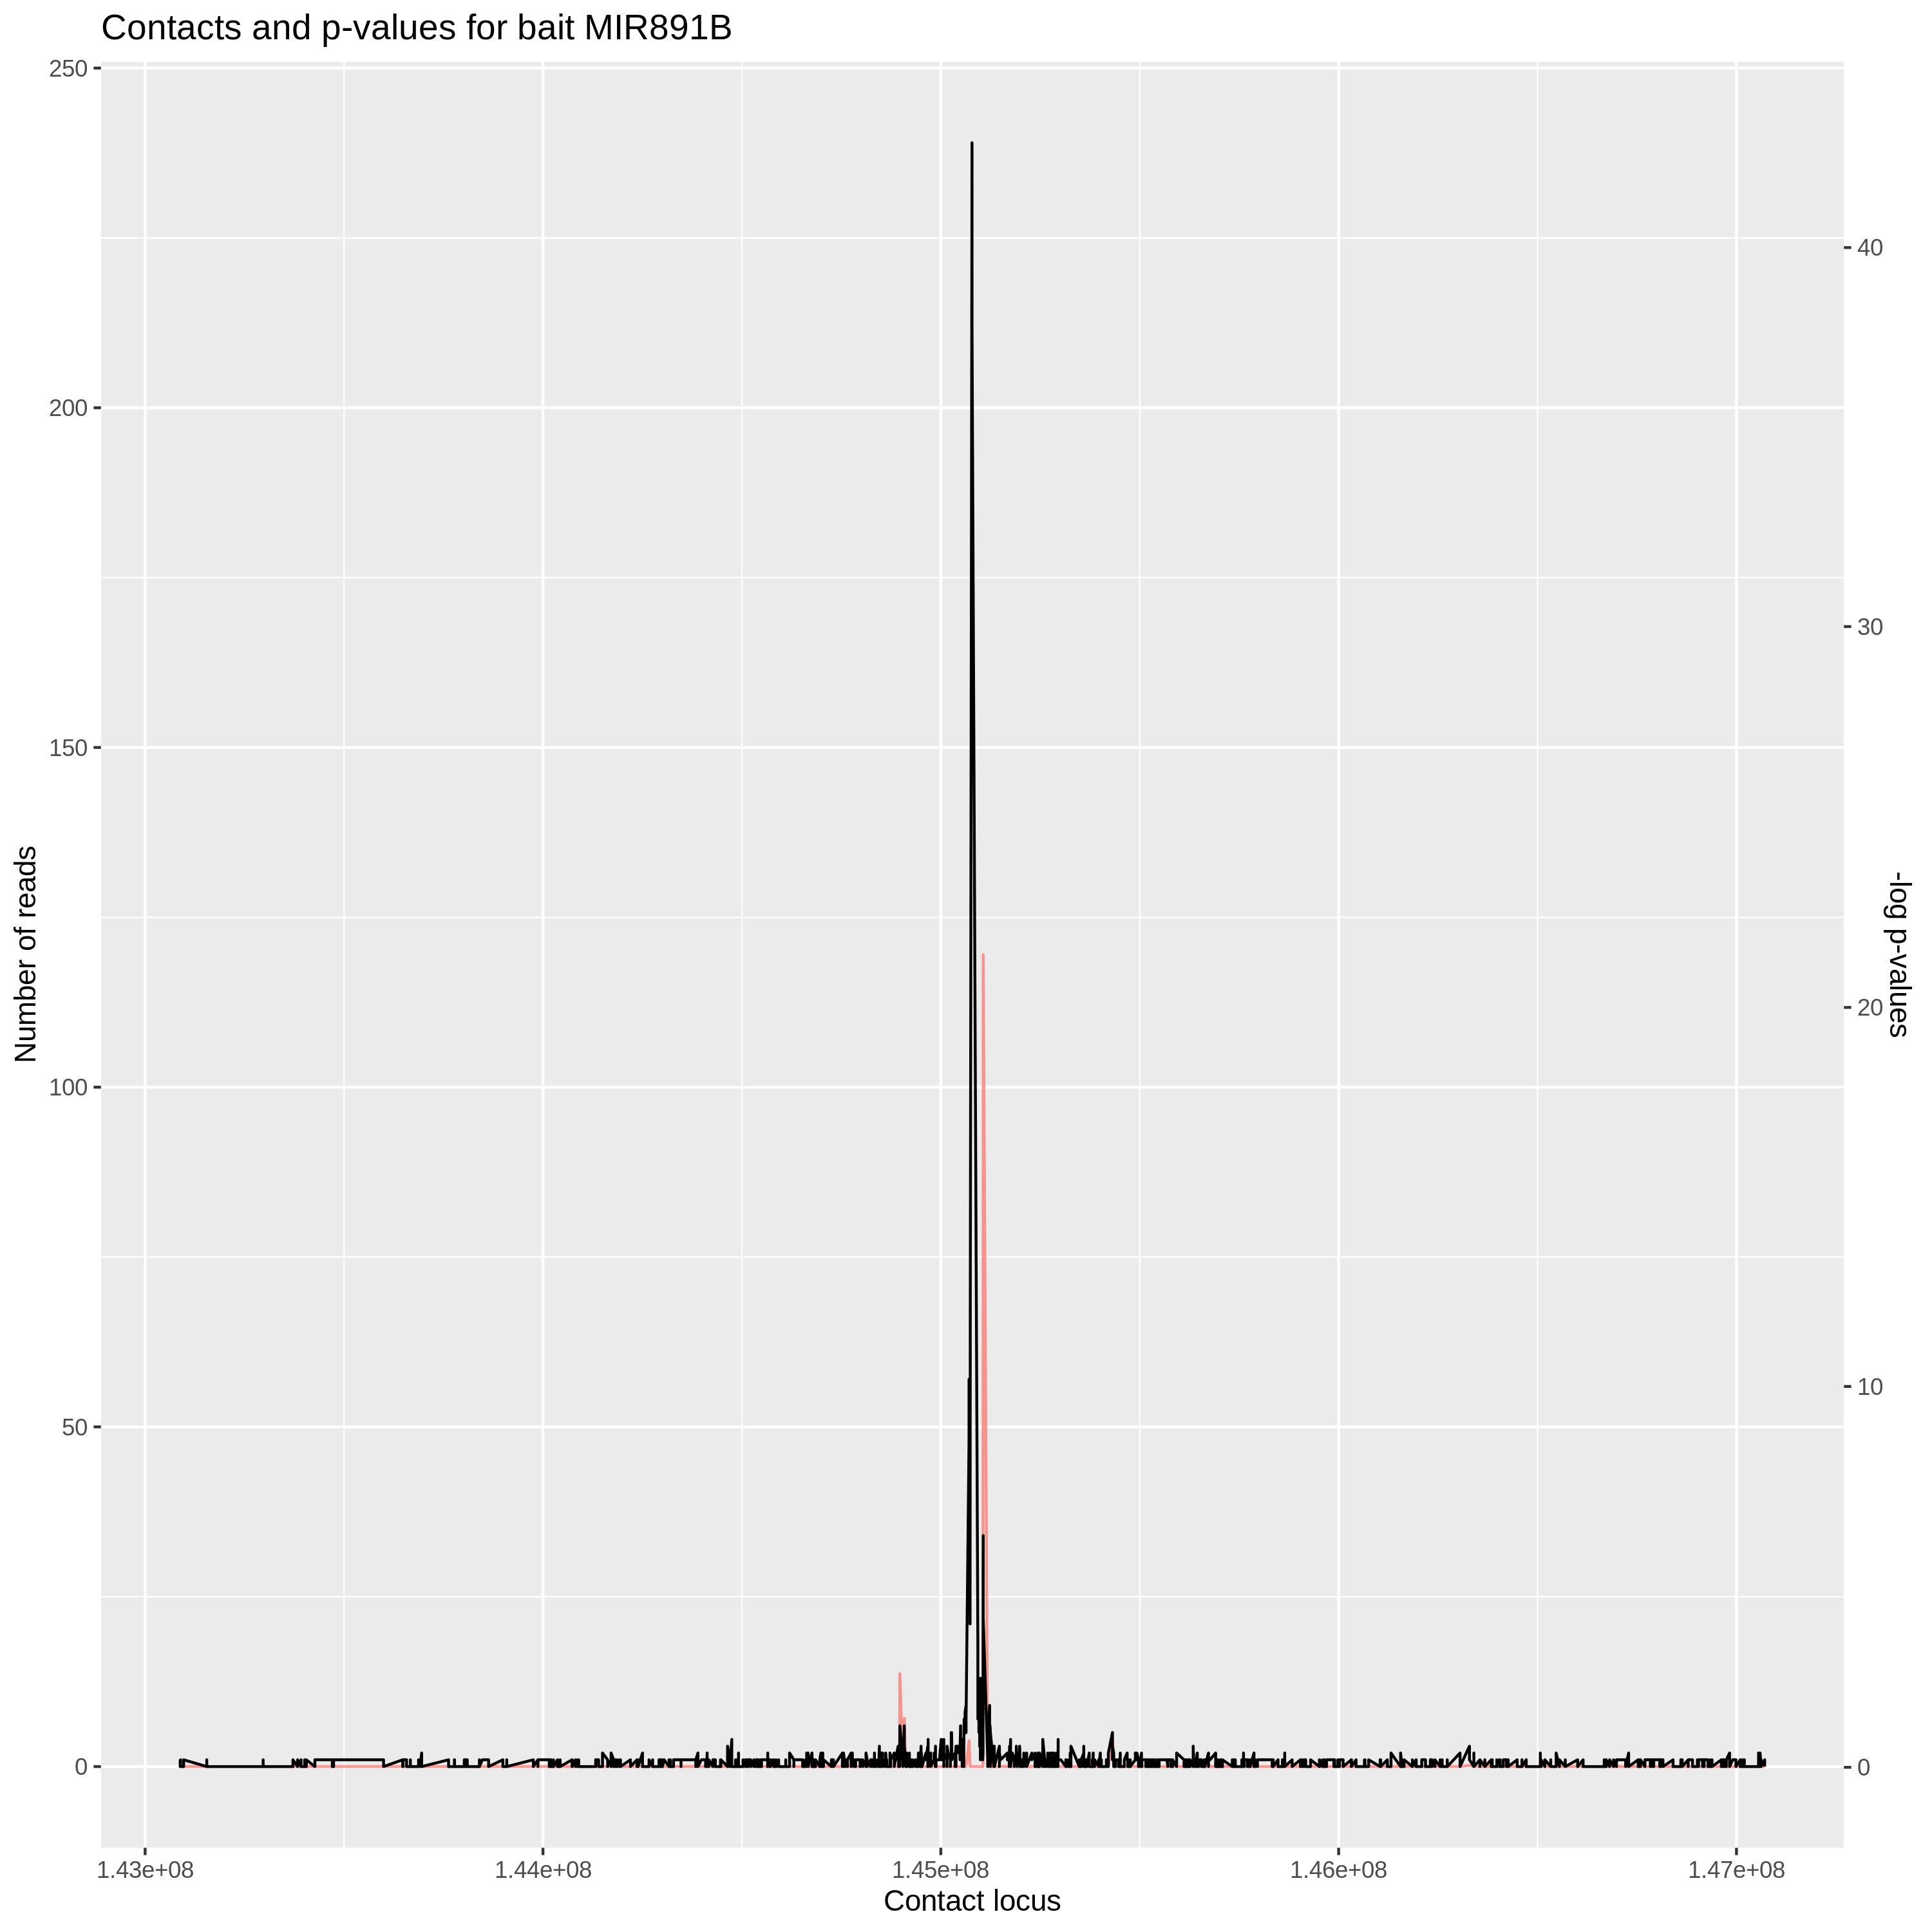 Contacts and p-values for bait MIR891B
250
200
150
100
50
0
Number of reads
40
30
20
10
0
-log p-values
1.43e+08
1.44e+08
1.45e+08
1.46e+08
1.47e+08
Contact locus